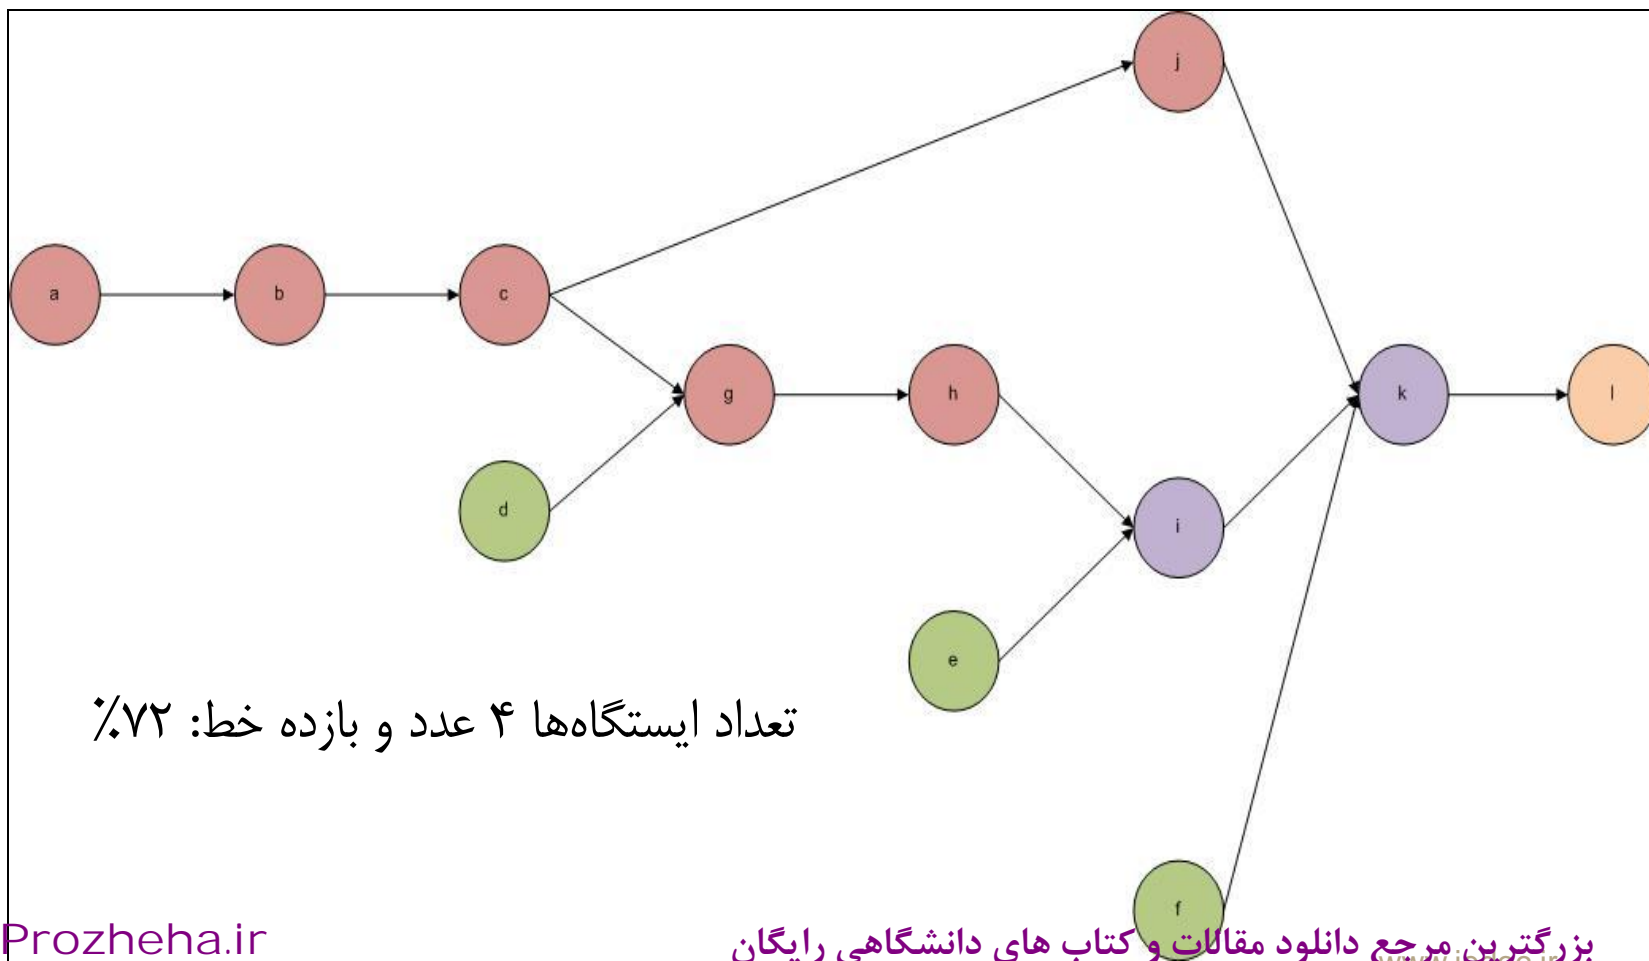 j
a b c
g h k l
d
i
e
تعداد ایستگاه‌ها ۴ عدد و بازده خط: ۷۲٪
f
Prozheha.ir
بزرگترین مرجع دانلود مقالات و کتاب های دانشگاهی رایگان